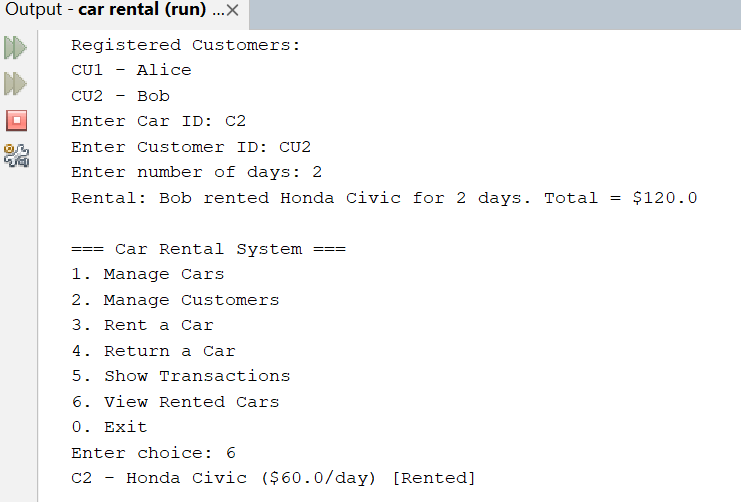 Output - car rental (run) ...×
Registered Customers:
CU1 - Alice
CU2 - Bob
Enter Car ID: C2
Enter Customer ID: CU2
Enter number of days: 2
Rental: Bob rented Honda Civic for 2 days. Total = $120.0
=== Car Rental System ===
1. Manage Cars
2. Manage Customers
3. Rent a Car
4. Return a Car
5. Show Transactions
6. View Rented Cars
0. Exit
Enter choice: 6
C2 - Honda Civic ($60.0/day) [Rented]